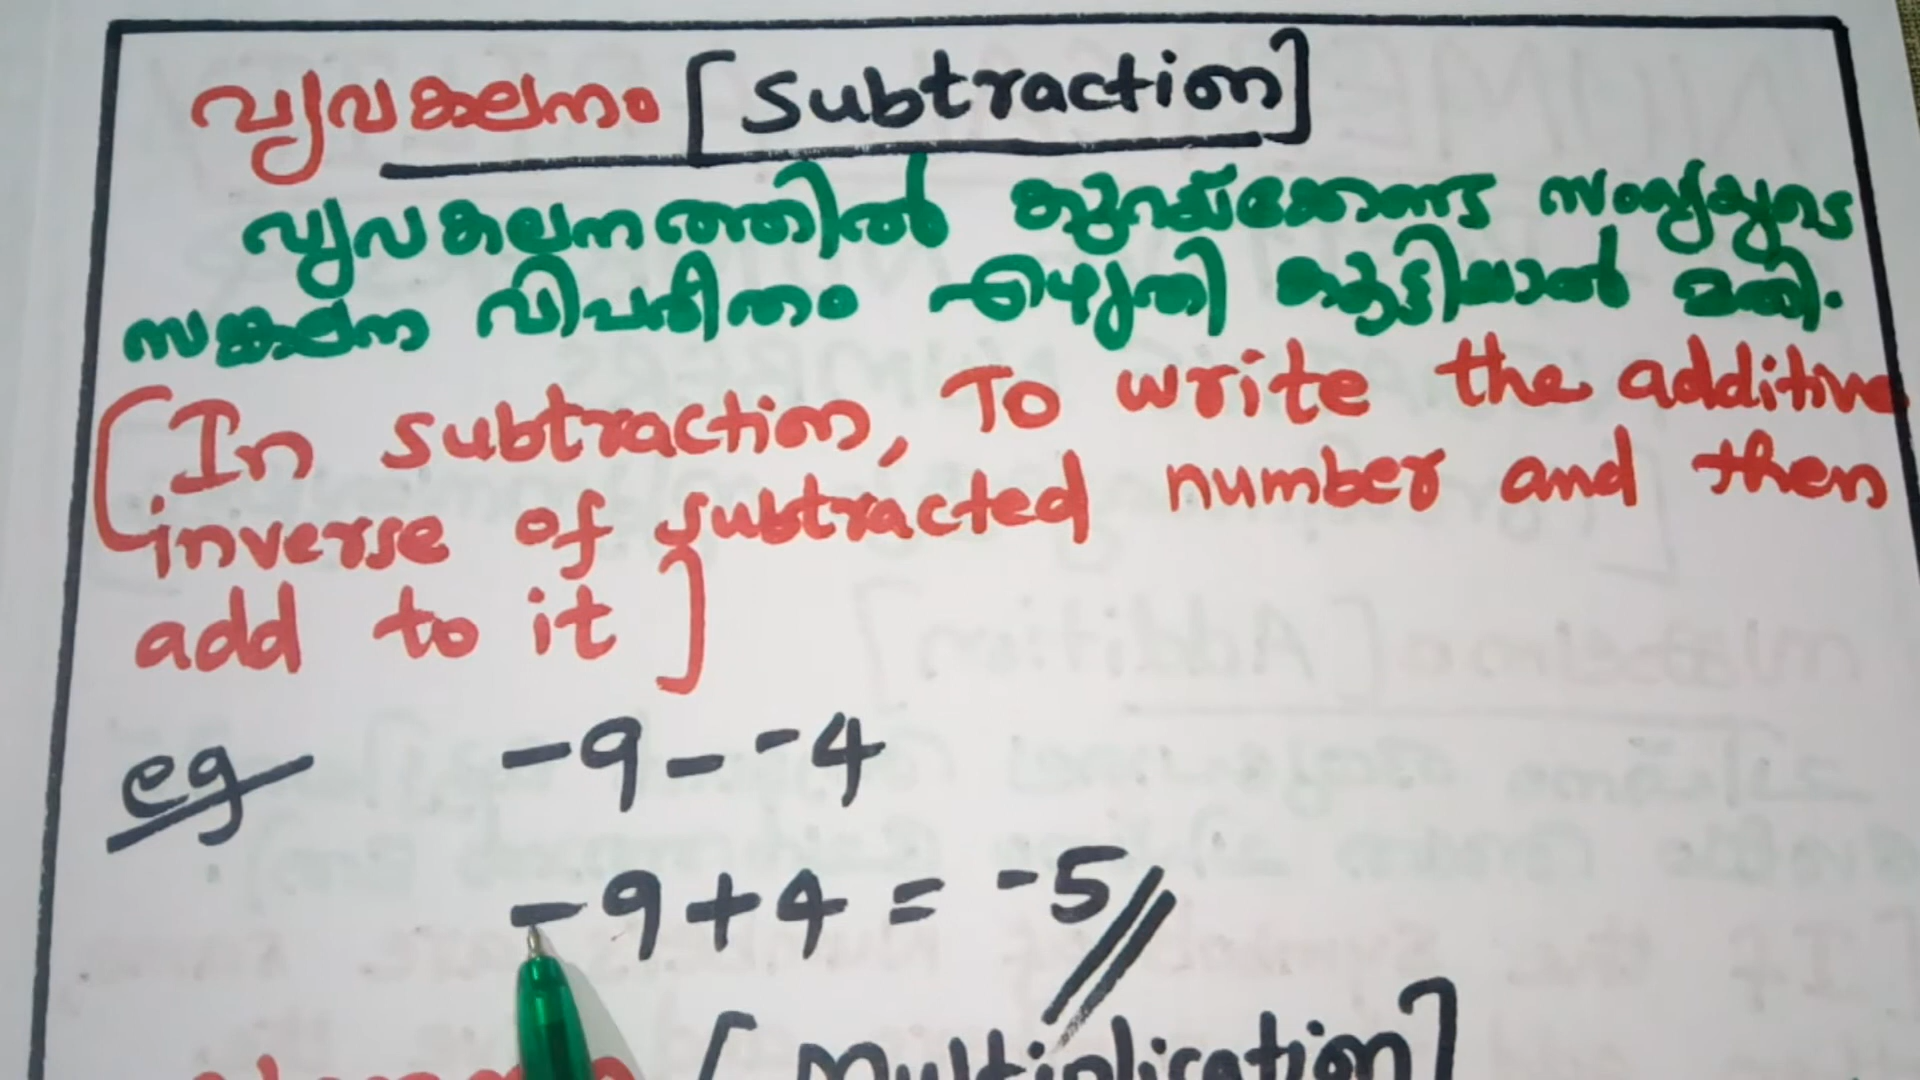 വ്യവകലനം [Subtraction]
വ്യവകലനത്തിൽ കുറയ്ക്കേണ്ട സംഖ്യയുടെ
സങ്കലന വിപരീതം എഴുതി കൂട്ടിയാൽ മതി.
[In subtraction, To write the additive
inverse of subtracted number and then
add to it]
eg -9 - -4
-9+4 = -5//
[Multiplication]